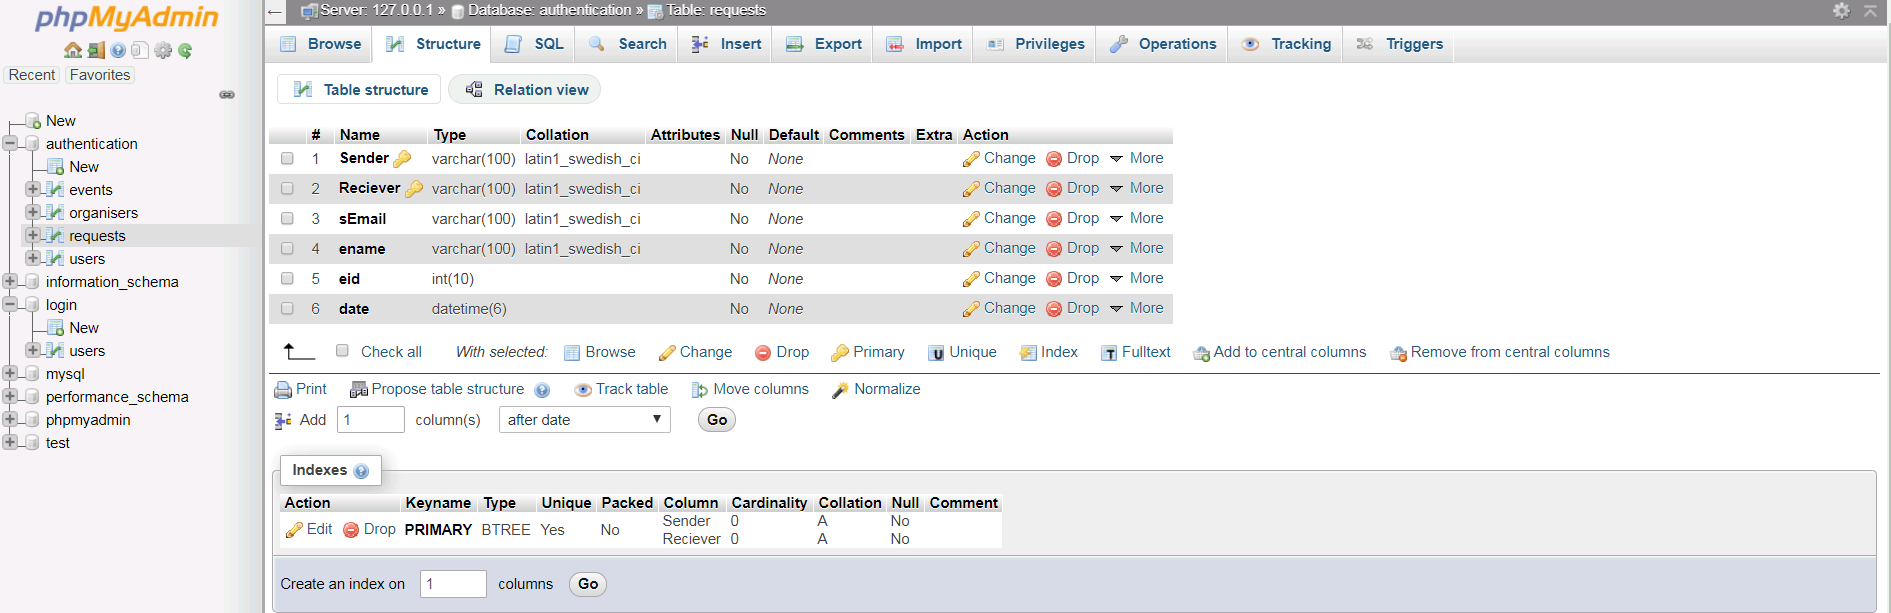 phpMyAdmin
Recent Favorites
New
authentication
New
events
organisers
requests
users
information_schema
login
New
users
mysql
performance_schema
phpmyadmin
test
Server: 127.0.0.1 » Database: authentication » Table: requests
Browse Structure SQL Search Insert Export Import Privileges Operations Tracking Triggers
Table structure Relation view
# Name Type Collation Attributes Null Default Comments Extra Action
1 Sender varchar(100) latin1_swedish_ci No None Change Drop More
2 Reciever varchar(100) latin1_swedish_ci No None Change Drop More
3 sEmail varchar(100) latin1_swedish_ci No None Change Drop More
4 ename varchar(100) latin1_swedish_ci No None Change Drop More
5 eid int(10) No None Change Drop More
6 date datetime(6) No None Change Drop More
Check all With selected: Browse Change Drop Primary Unique Index Fulltext Add to central columns Remove from central columns
Print Propose table structure Track table Move columns Normalize
Add 1 column(s) after date Go
Indexes
Action Keyname Type Unique Packed Column Cardinality Collation Null Comment
Edit Drop PRIMARY BTREE Yes No Sender 0 A No
Reciever 0 A No
Create an index on 1 columns Go